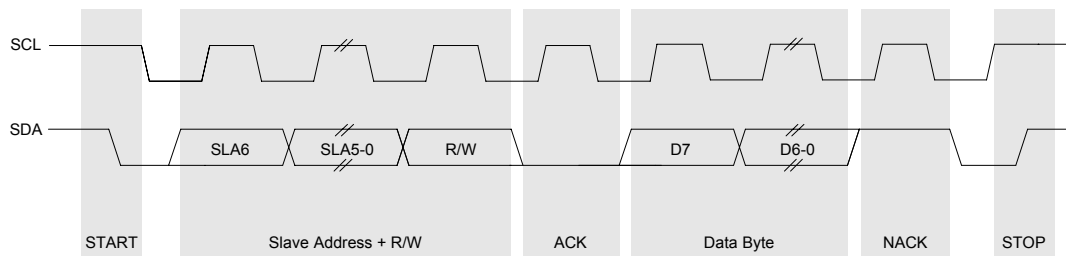 SCL
SDA
SLA6
SLA5-0
R/W
D7
D6-0
START
Slave Address + R/W
ACK
Data Byte
NACK
STOP